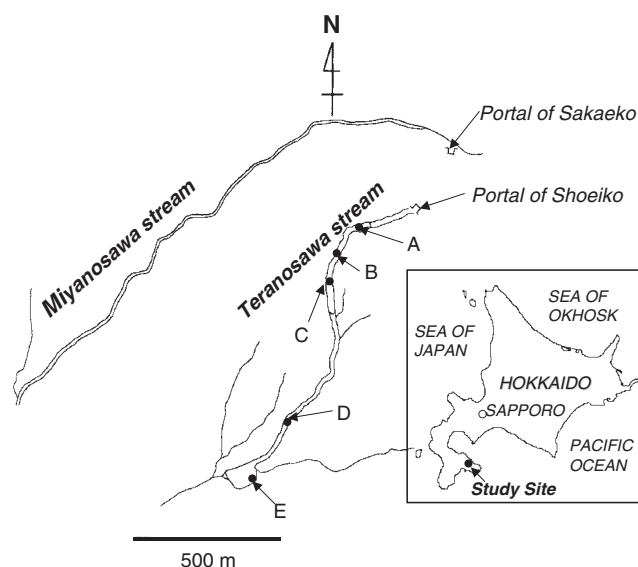 N
Portal of Sakaeko
Miyanosawa stream
Teranosawa stream
Portal of Shoeiko
A
B
C
D
E
SEA OF
OKHOSK
SEA OF
JAPAN
HOKKAIDO
SAPPORO
PACIFIC
OCEAN
Study Site
500 m